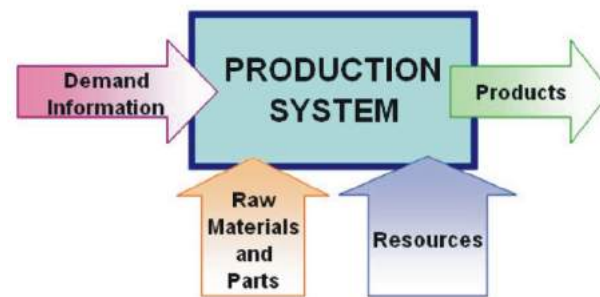 PRODUCTION
SYSTEM
Demand
Information
Products
Raw
Materials
and
Parts
Resources